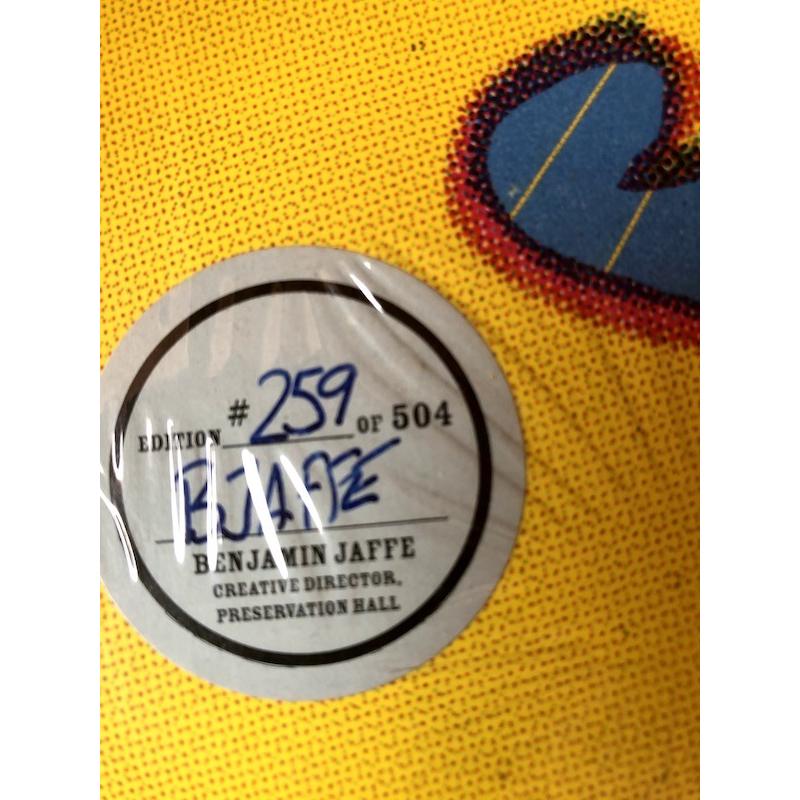 EDITION #259 OF 504
BJAFFE
BENJAMIN JAFFE
CREATIVE DIRECTOR,
PRESERVATION HALL